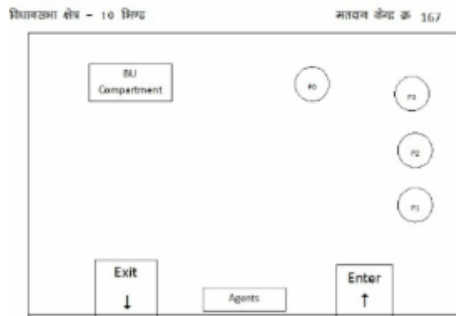 विधानसभा क्षेत्र - 10 भिण्ड
मतदान केन्द्र क्र 167
BU
Compartment
P0
P3
P2
P1
Exit
↓
Agents
Enter
↑